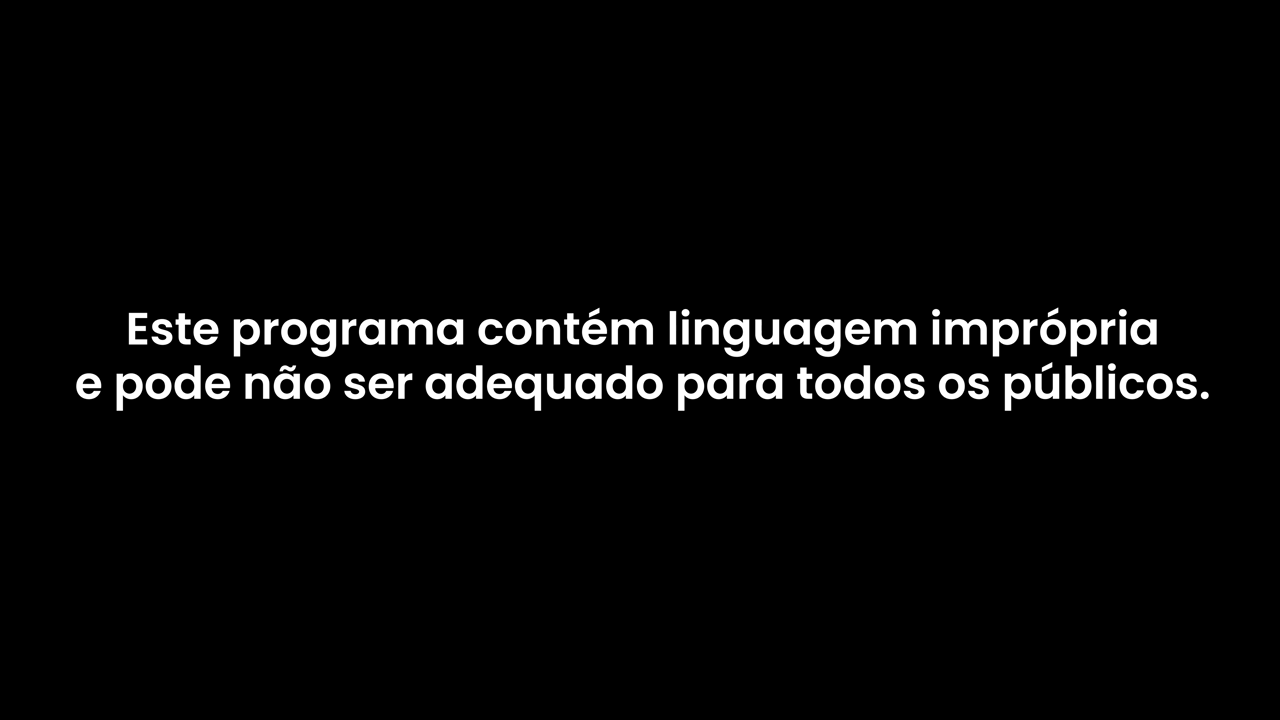 Este programa contém linguagem imprópria
e pode não ser adequado para todos os públicos.